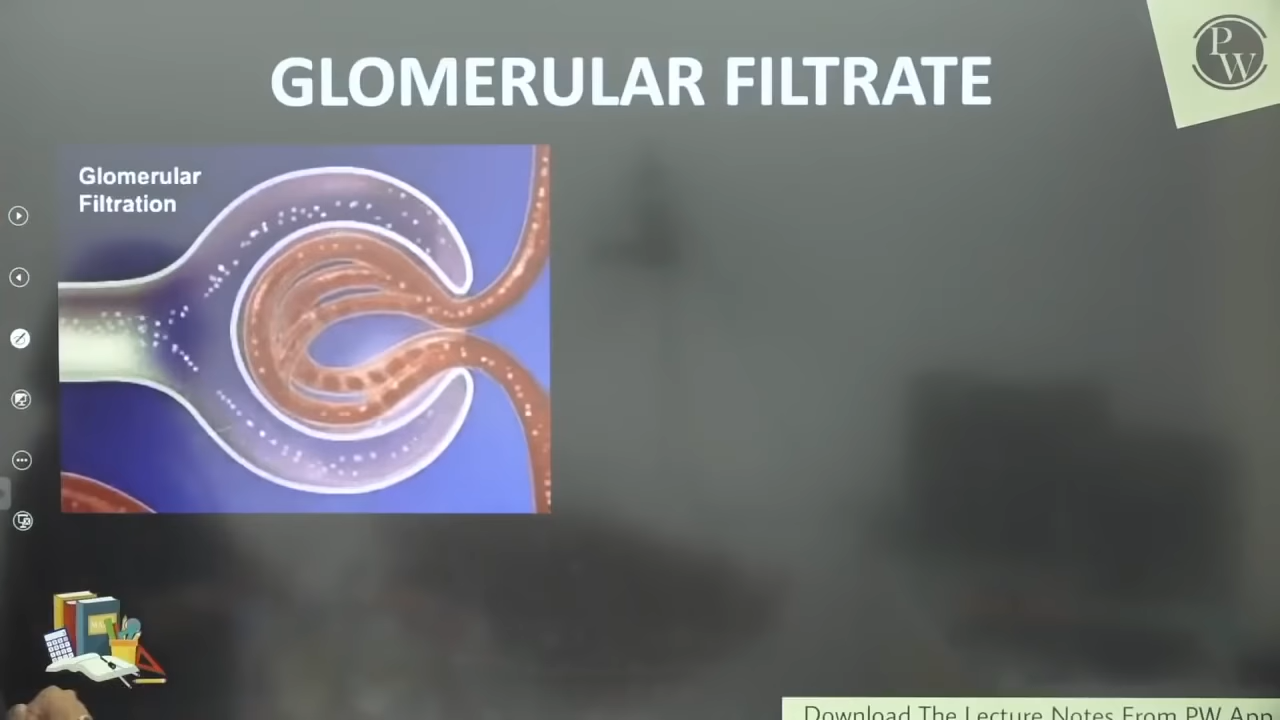 GLOMERULAR FILTRATE
PW
Glomerular
Filtration
Download The Lecture Notes From PW App